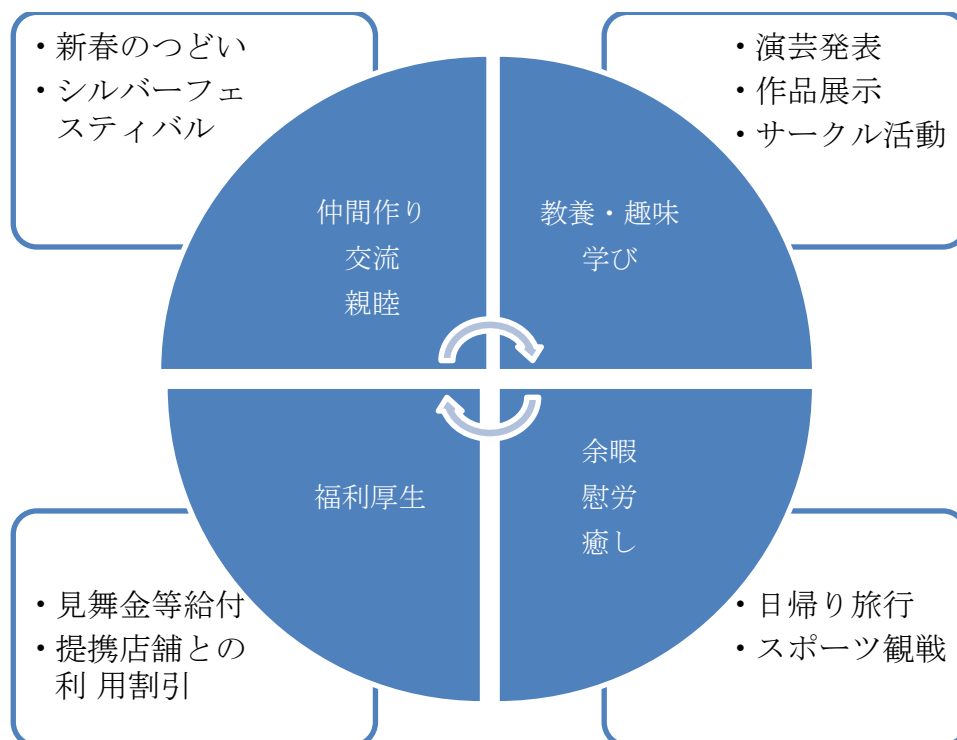 ・新春のつどい
・シルバーフェ
スティバル
・演芸発表
・作品展示
・サークル活動
仲間作り
交流
親睦
教養・趣味
学び
福利厚生
余暇
慰労
癒し
・見舞金等給付
・提携店舗との
利 用割引
・日帰り旅行
・スポーツ観戦